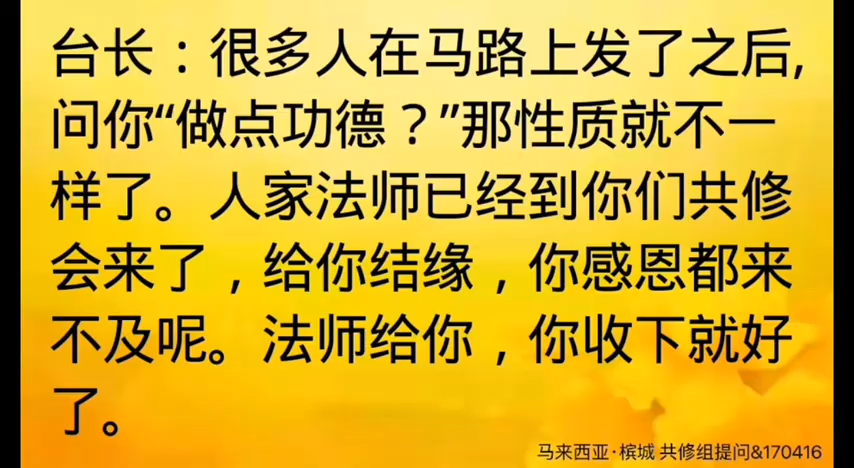 台长：很多人在马路上发了之后,
问你“做点功德？”那性质就不一
样了。人家法师已经到你们共修
会来了，给你结缘，你感恩都来
不及呢。法师给你，你收下就好
了。
马来西亚·槟城 共修组提问&170416